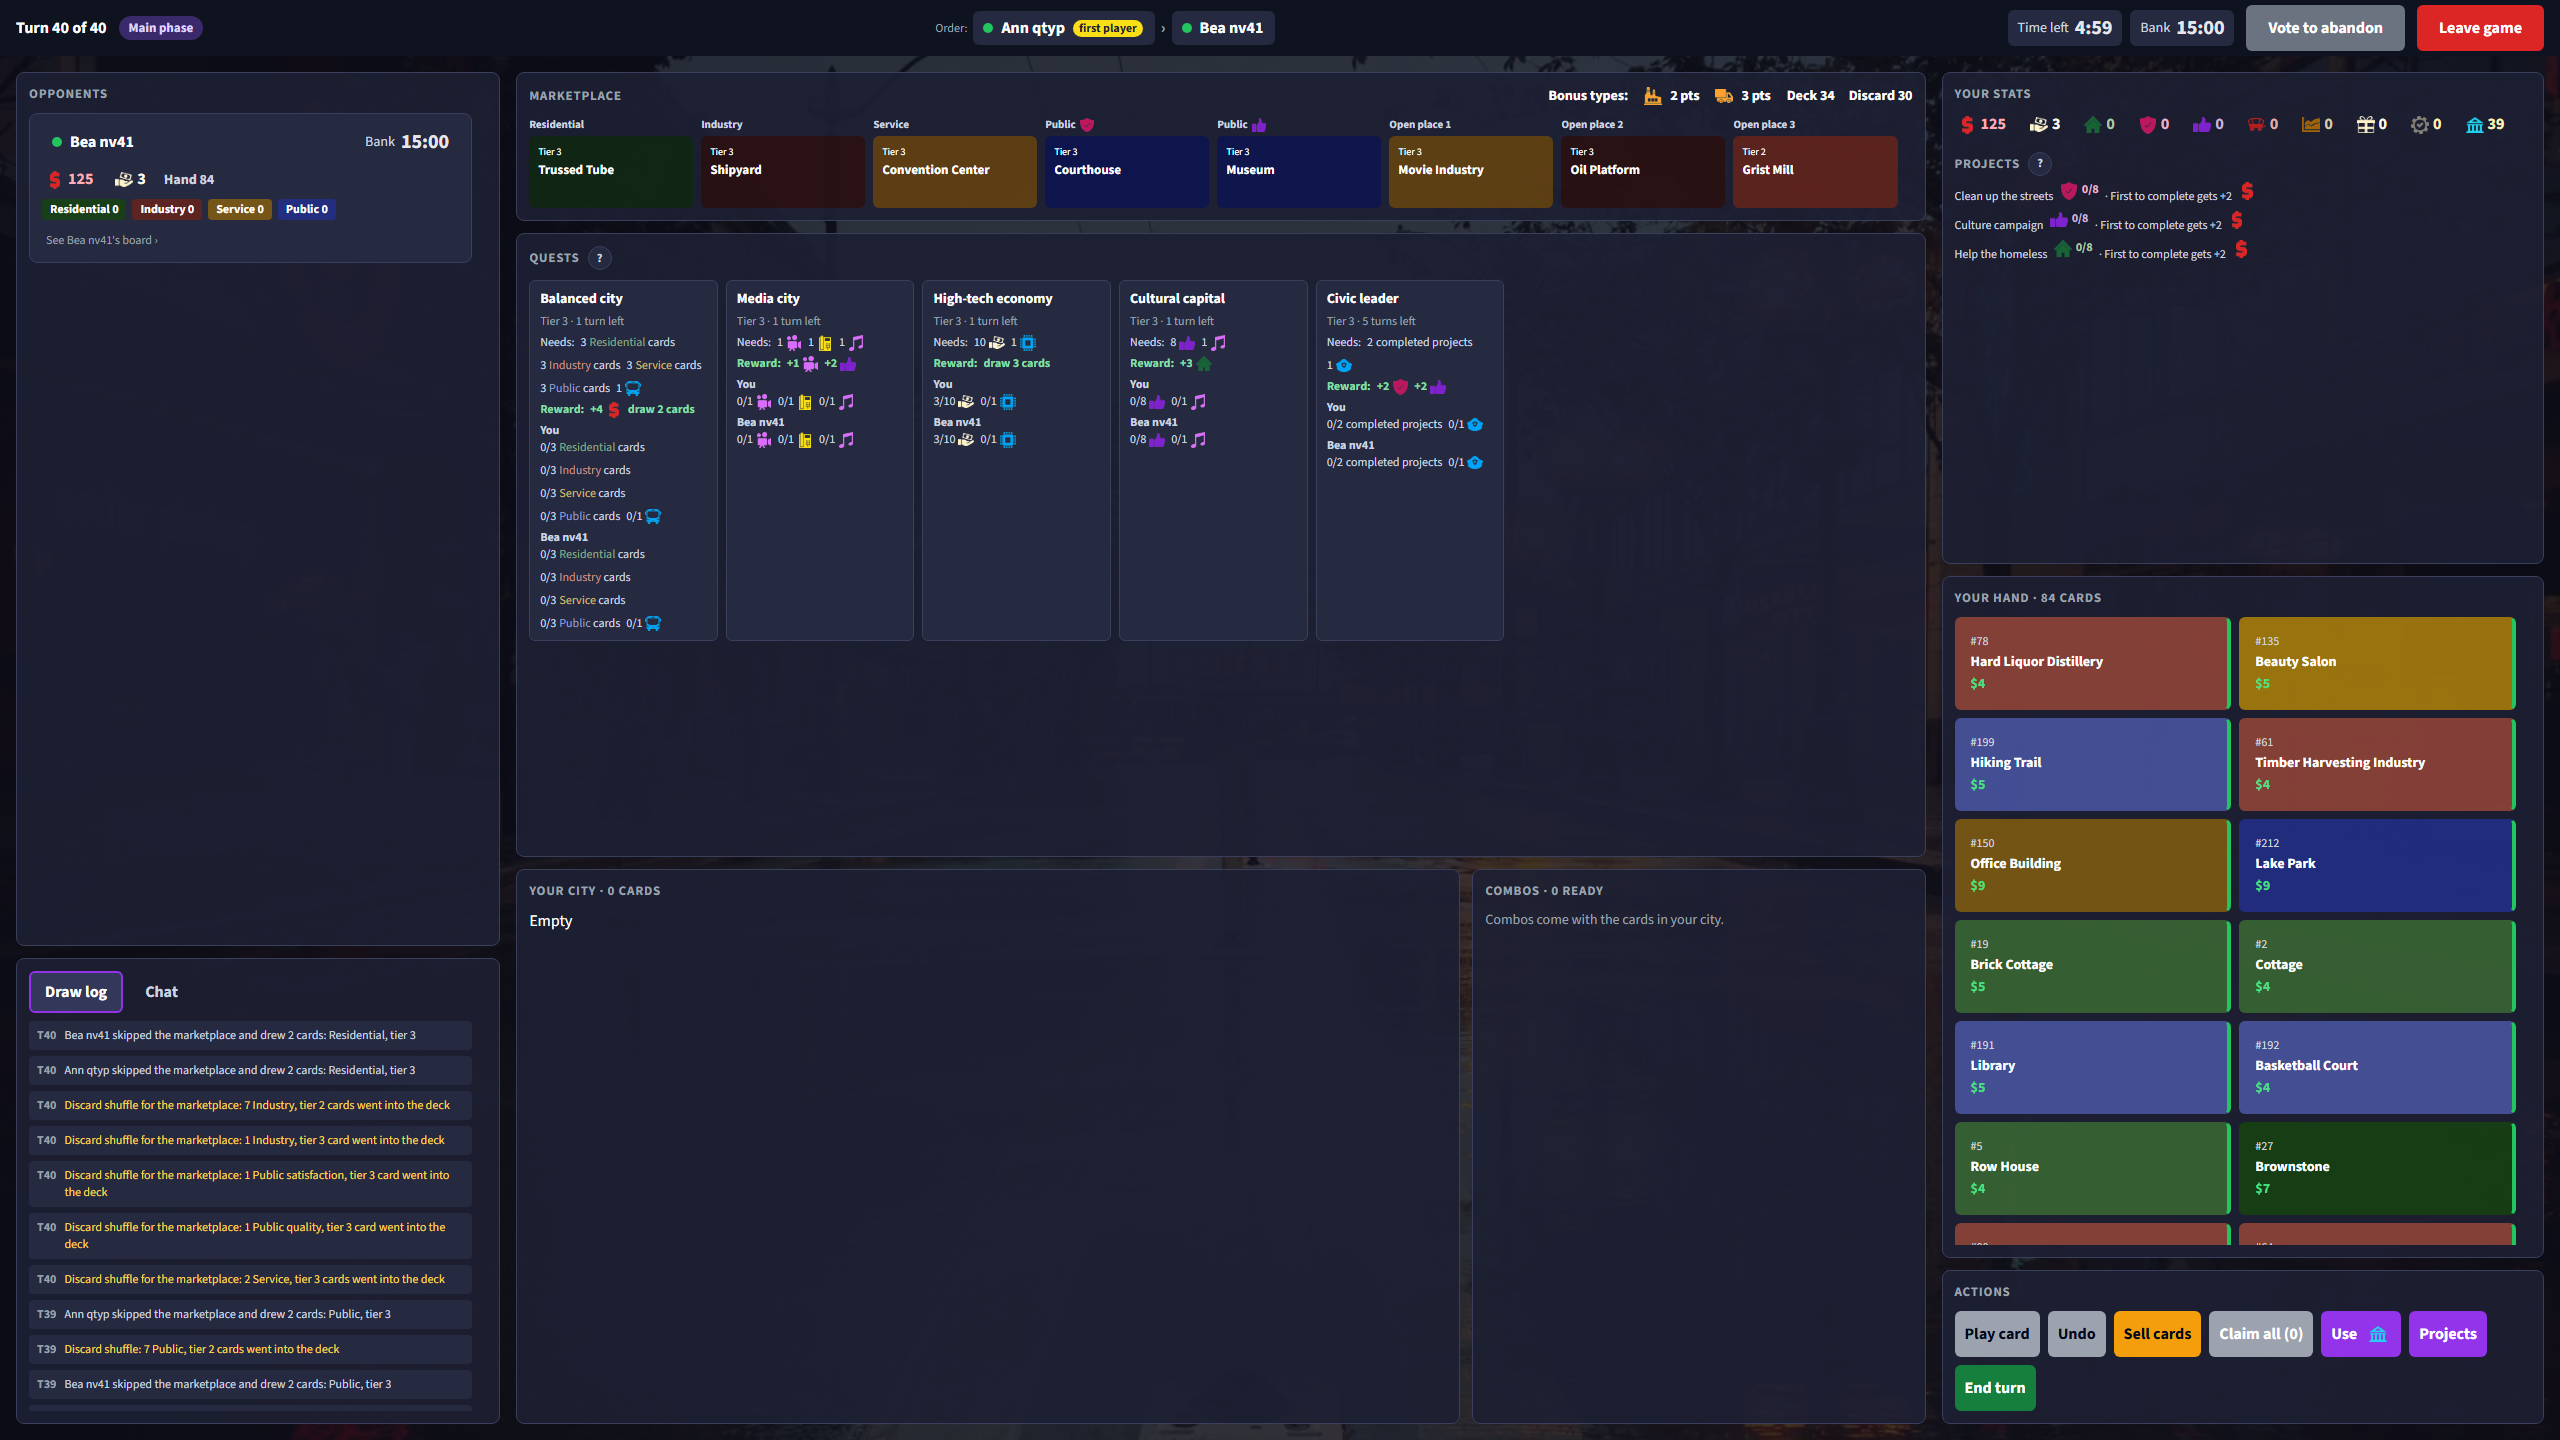 Turn 40 of 40 Main phase
Order: Ann qtyp first player › Bea nv41
Time left 4:59 Bank 15:00 Vote to abandon Leave game
OPPONENTS
Bea nv41 Bank 15:00
125 3 Hand 84
Residential 0 Industry 0 Service 0 Public 0
See Bea nv41's board ›
Draw log Chat
T40 Bea nv41 skipped the marketplace and drew 2 cards: Residential, tier 3
T40 Ann qtyp skipped the marketplace and drew 2 cards: Residential, tier 3
T40 Discard shuffle for the marketplace: 7 Industry, tier 2 cards went into the deck
T40 Discard shuffle for the marketplace: 1 Industry, tier 3 card went into the deck
T40 Discard shuffle for the marketplace: 1 Public satisfaction, tier 3 card went into
the deck
T40 Discard shuffle for the marketplace: 1 Public quality, tier 3 card went into the
deck
T40 Discard shuffle for the marketplace: 2 Service, tier 3 cards went into the deck
T39 Ann qtyp skipped the marketplace and drew 2 cards: Public, tier 3
T39 Discard shuffle: 7 Public, tier 2 cards went into the deck
T39 Bea nv41 skipped the marketplace and drew 2 cards: Public, tier 3
MARKETPLACE
Bonus types: 2 pts 3 pts Deck 34 Discard 30
Residential Industry Service Public Public Open place 1 Open place 2 Open place 3
Tier 3 Tier 3 Tier 3 Tier 3 Tier 3 Tier 3 Tier 3 Tier 2
Trussed Tube Shipyard Convention Center Courthouse Museum Movie Industry Oil Platform Grist Mill
QUESTS ?
Balanced city
Tier 3 · 1 turn left
Needs: 3 Residential cards
3 Industry cards 3 Service cards
3 Public cards 1
Reward: +4 draw 2 cards
You
0/3 Residential cards
0/3 Industry cards
0/3 Service cards
0/3 Public cards 0/1
Bea nv41
0/3 Residential cards
0/3 Industry cards
0/3 Service cards
0/3 Public cards 0/1
Media city
Tier 3 · 1 turn left
Needs: 1 1 1
Reward: +1 +2
You
0/1 0/1 0/1
Bea nv41
0/1 0/1 0/1
High-tech economy
Tier 3 · 1 turn left
Needs: 10 1
Reward: draw 3 cards
You
3/10 0/1
Bea nv41
3/10 0/1
Cultural capital
Tier 3 · 1 turn left
Needs: 8 1
Reward: +3
You
0/8 0/1
Bea nv41
0/8 0/1
Civic leader
Tier 3 · 5 turns left
Needs: 2 completed projects
1
Reward: +2 +2
You
0/2 completed projects 0/1
Bea nv41
0/2 completed projects 0/1
YOUR CITY · 0 CARDS
Empty
COMBOS · 0 READY
Combos come with the cards in your city.
YOUR STATS
125 3 0 0 0 0 0 0 0 39
PROJECTS ?
Clean up the streets 0/8 · First to complete gets +2
Culture campaign 0/8 · First to complete gets +2
Help the homeless 0/8 · First to complete gets +2
YOUR HAND · 84 CARDS
#78
Hard Liquor Distillery
$4
#135
Beauty Salon
$5
#199
Hiking Trail
$5
#61
Timber Harvesting Industry
$4
#150
Office Building
$9
#212
Lake Park
$9
#19
Brick Cottage
$5
#2
Cottage
$4
#191
Library
$5
#192
Basketball Court
$4
#5
Row House
$4
#27
Brownstone
$7
ACTIONS
Play card Undo Sell cards Claim all (0) Use Projects
End turn